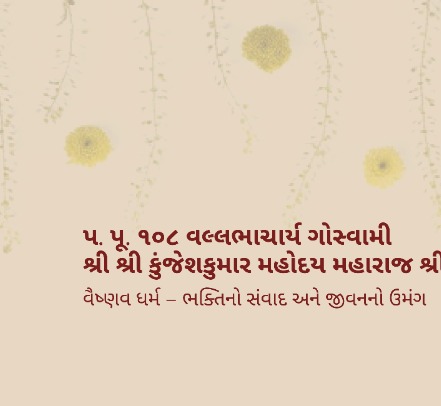 પ. પૂ. ૧૦૮ વલ્લભાચાર્ય ગોસ્વામી
શ્રી શ્રી કુંજેશકુમાર મહોદય મહારાજ શ્રી
વૈષ્ણવ ધર્મ – ભક્તિનો સંવાદ અને જીવનનો ઉમંગ